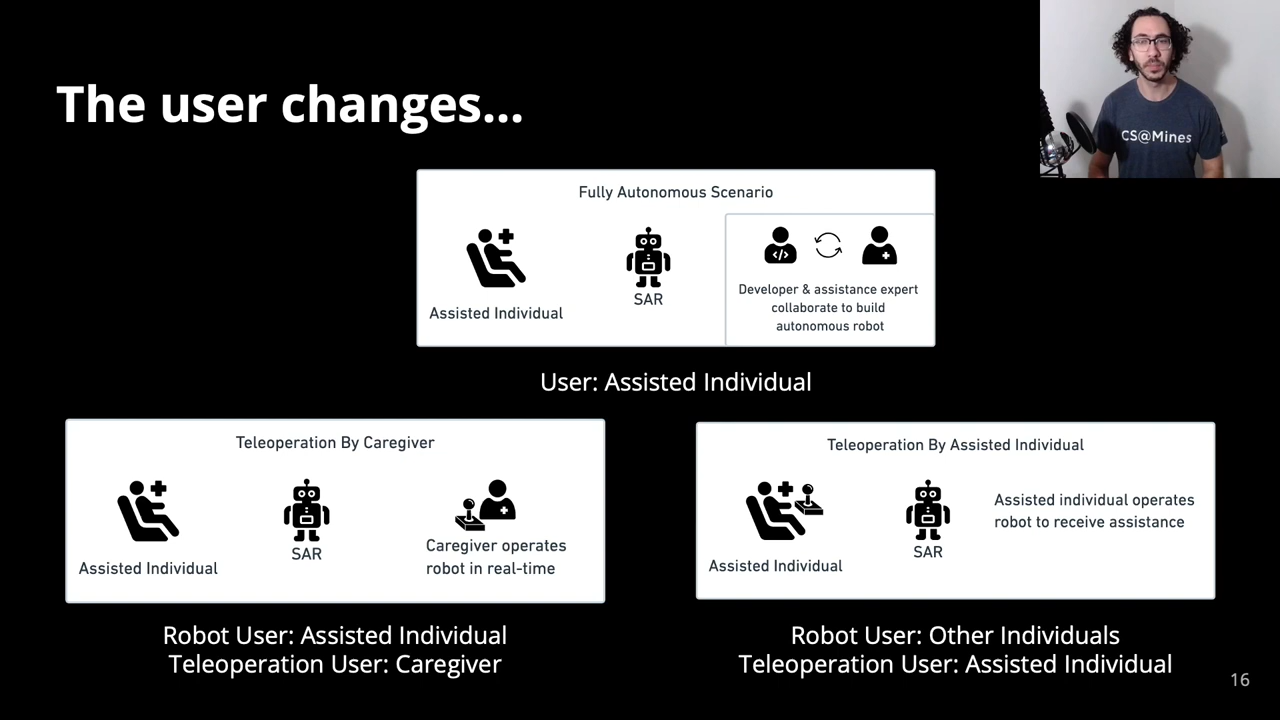 The user changes...
CS@Mines
Fully Autonomous Scenario
</>
Assisted Individual
SAR
Developer & assistance expert
collaborate to build
autonomous robot
User: Assisted Individual
Teleoperation By Caregiver
Assisted Individual
SAR
Caregiver operates
robot in real-time
Robot User: Assisted Individual
Teleoperation User: Caregiver
Teleoperation By Assisted Individual
Assisted Individual
SAR
Assisted individual operates
robot to receive assistance
Robot User: Other Individuals
Teleoperation User: Assisted Individual
16